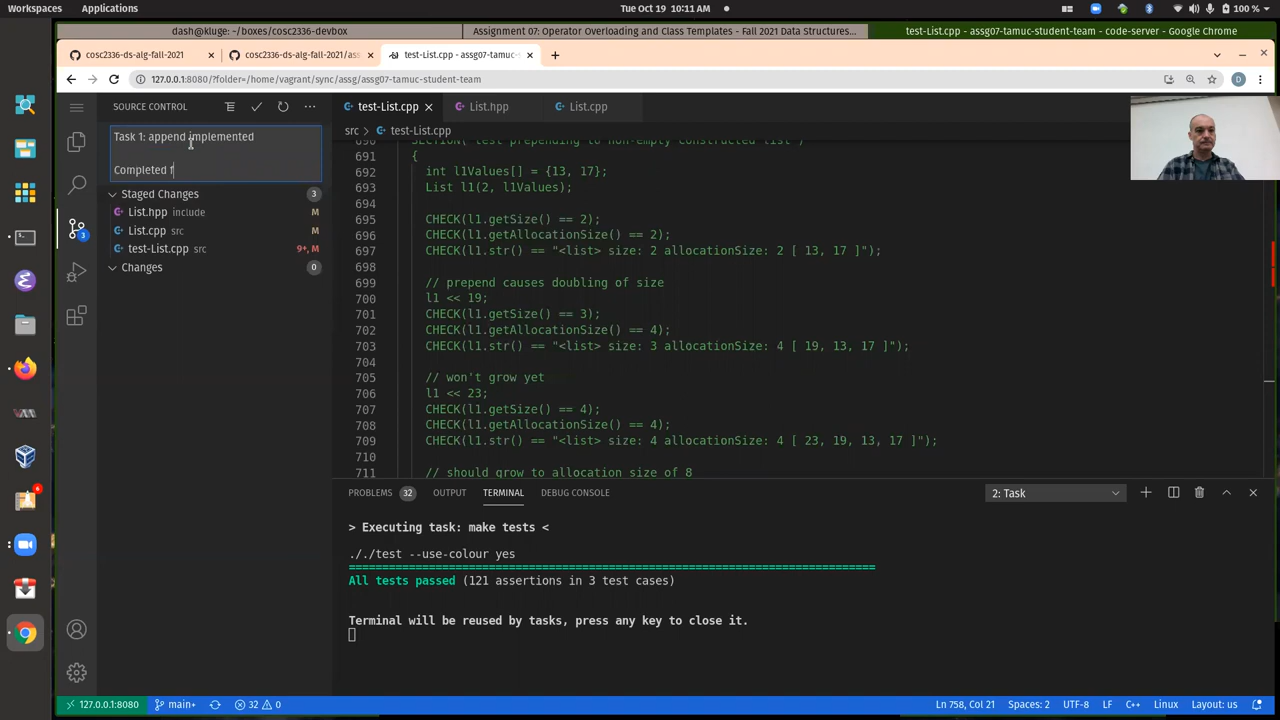 Workspaces
Applications
Tue Oct 19 10:11 AM
100 %
dash@kluge: ~/boxes/cosc2336-devbox
Assignment 07: Operator Overloading and Class Templates - Fall 2021 Data Structures...
test-List.cpp - assg07-tamuc-student-team - code-server - Google Chrome
cosc2336-ds-alg-fall-2021
cosc2336-ds-alg-fall-2021/ass
test-List.cpp - assg07-tamuc-s
127.0.0.1:8080/?folder=/home/vagrant/sync/assg/assg07-tamuc-student-team
D
SOURCE CONTROL
Task 1: append implemented
Completed f
Staged Changes
3
List.hpp include
M
List.cpp src
M
test-List.cpp src
9+, M
Changes
0
3
6
test-List.cpp
List.hpp
List.cpp
src > test-List.cpp
690 SECTION("test prepending to non-empty constructed list")
691 {
692 int l1Values[] = {13, 17};
693 List l1(2, l1Values);
694
695 CHECK(l1.getSize() == 2);
696 CHECK(l1.getAllocationSize() == 2);
697 CHECK(l1.str() == "<list> size: 2 allocationSize: 2 [ 13, 17 ]");
698
699 // prepend causes doubling of size
700 l1 << 19;
701 CHECK(l1.getSize() == 3);
702 CHECK(l1.getAllocationSize() == 4);
703 CHECK(l1.str() == "<list> size: 3 allocationSize: 4 [ 19, 13, 17 ]");
704
705 // won't grow yet
706 l1 << 23;
707 CHECK(l1.getSize() == 4);
708 CHECK(l1.getAllocationSize() == 4);
709 CHECK(l1.str() == "<list> size: 4 allocationSize: 4 [ 23, 19, 13, 17 ]");
710
711 // should grow to allocation size of 8
PROBLEMS 32
OUTPUT
TERMINAL
DEBUG CONSOLE
2: Task
> Executing task: make tests <
././test --use-colour yes
===============================================================================
All tests passed (121 assertions in 3 test cases)
Terminal will be reused by tasks, press any key to close it.
127.0.0.1:8080
main+
32
0
Ln 758, Col 21
Spaces: 2
UTF-8
LF
C++
Linux
Layout: us